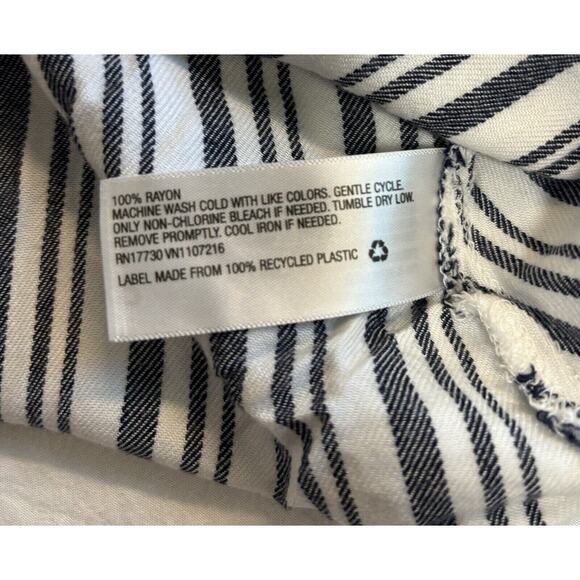 100% RAYON
MACHINE WASH COLD WITH LIKE COLORS. GENTLE CYCLE.
ONLY NON-CHLORINE BLEACH IF NEEDED. TUMBLE DRY LOW.
REMOVE PROMPTLY. COOL IRON IF NEEDED.
RN17730 VN1107216
LABEL MADE FROM 100% RECYCLED PLASTIC